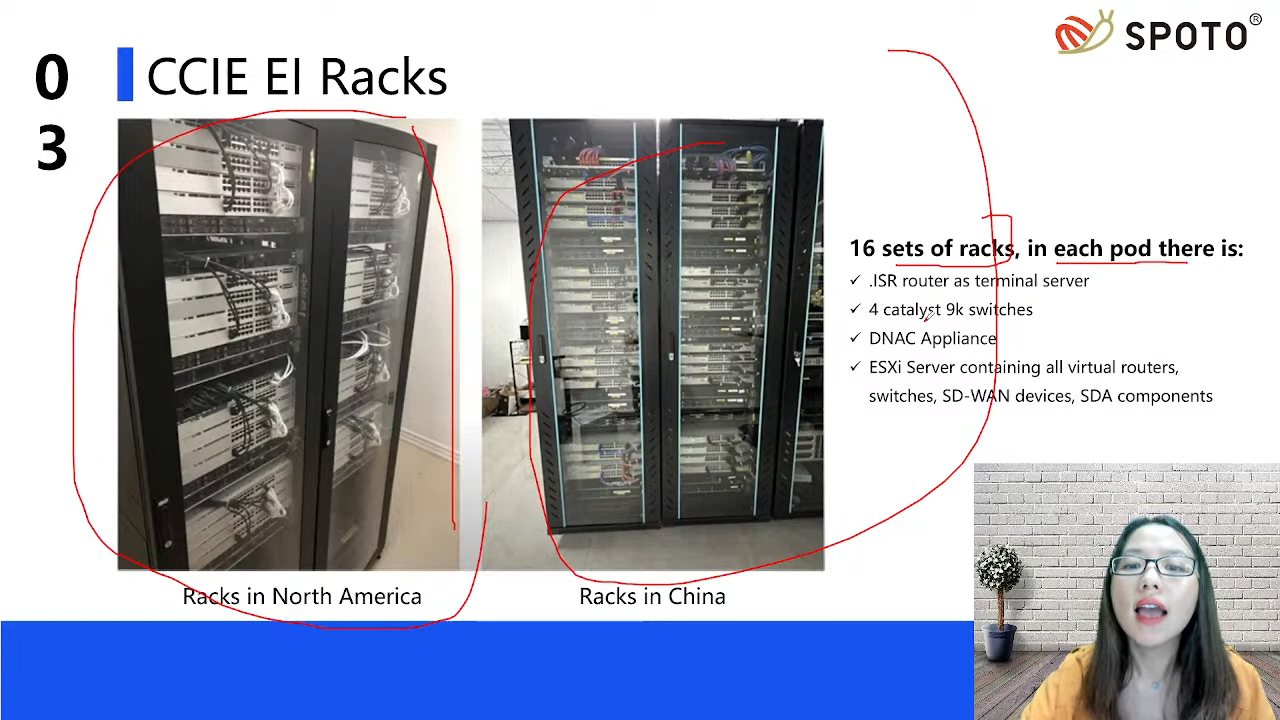 SPOTO®
0
3
CCIE EI Racks
16 sets of racks, in each pod there is:
✓ .ISR router as terminal server
✓ 4 catalyst 9k switches
✓ DNAC Appliance
✓ ESXi Server containing all virtual routers,
switches, SD-WAN devices, SDA components
Racks in North America
Racks in China